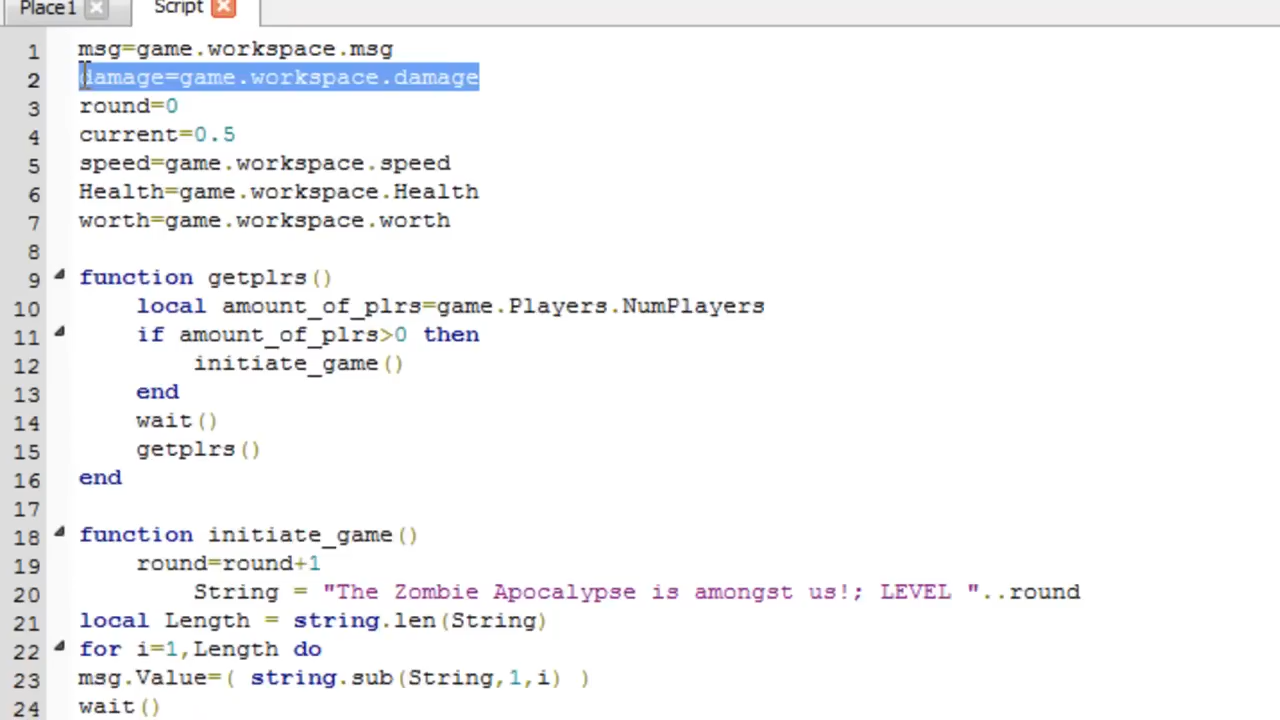 Place1 Script
1 msg=game.workspace.msg
2 damage=game.workspace.damage
3 round=0
4 current=0.5
5 speed=game.workspace.speed
6 Health=game.workspace.Health
7 worth=game.workspace.worth
8
9 function getplrs()
10 local amount_of_plrs=game.Players.NumPlayers
11 if amount_of_plrs>0 then
12 initiate_game()
13 end
14 wait()
15 getplrs()
16 end
17
18 function initiate_game()
19 round=round+1
20 String = "The Zombie Apocalypse is amongst us!; LEVEL "..round
21 local Length = string.len(String)
22 for i=1,Length do
23 msg.Value=( string.sub(String,1,i) )
24 wait()